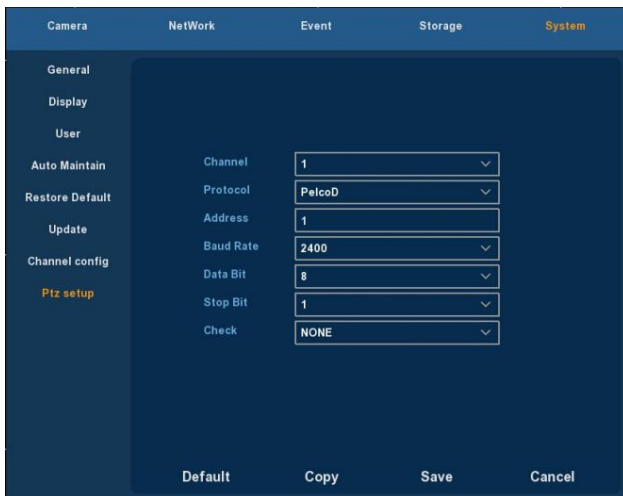 Camera NetWork Event Storage System
General
Display
User
Auto Maintain
Restore Default
Update
Channel config
Ptz setup
Channel 1
Protocol PelcoD
Address 1
Baud Rate 2400
Data Bit 8
Stop Bit 1
Check NONE
Default Copy Save Cancel